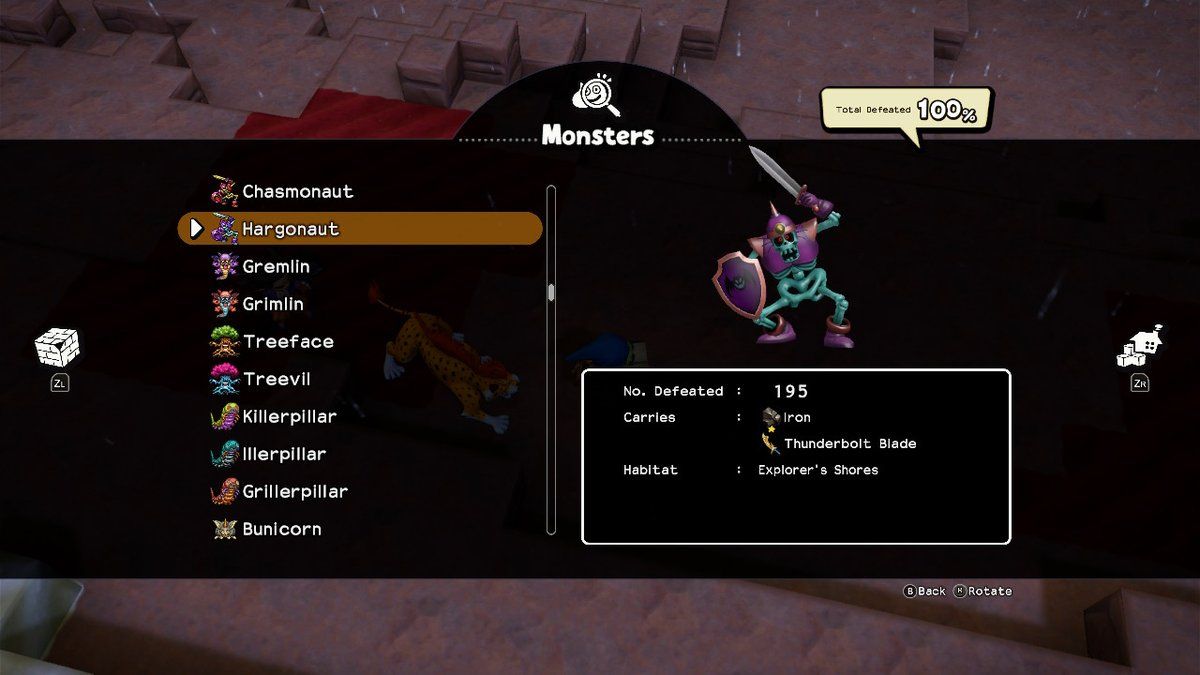 Total Defeated 100%
Monsters
Chasmonaut
Hargonaut
Gremlin
Grimlin
Treeface
Treevil
Killerpillar
Illerpillar
Grillerpillar
Bunicorn
ZL
ZR
No. Defeated : 195
Carries : Iron
Thunderbolt Blade
Habitat : Explorer's Shores
B Back R Rotate